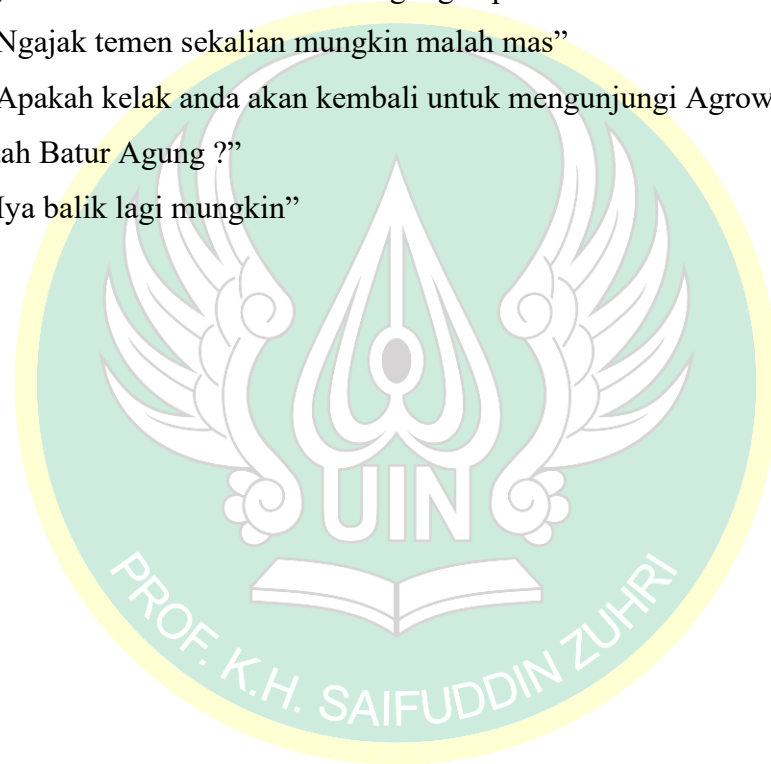 Ngajak temen sekalian mungkin malah mas”
Apakah kelak anda akan kembali untuk mengunjungi Agrow
ah Batur Agung ?”
Iya balik lagi mungkin”
UIN
PROF. K.H. SAIFUDDIN ZUHRI